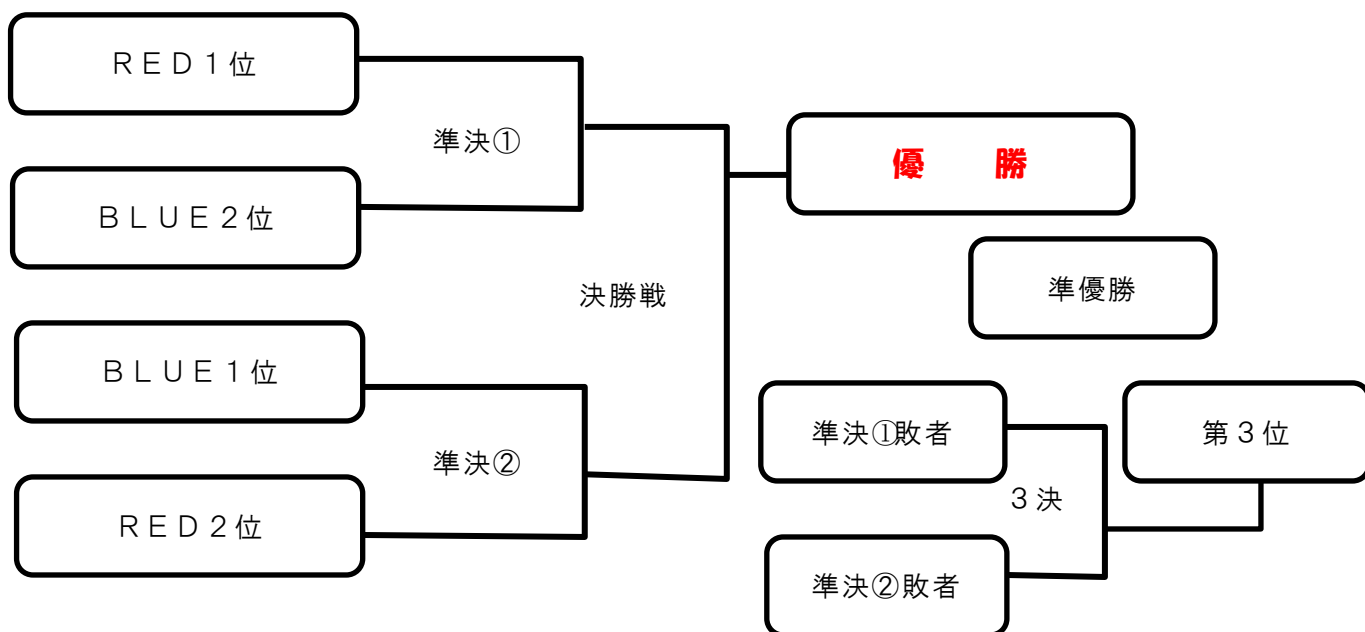 ＲＥＤ１位
準決①
ＢＬＵＥ２位
決勝戦
ＢＬＵＥ１位
準決②
ＲＥＤ２位
優　勝
準優勝
準決①敗者
３決
準決②敗者
第３位